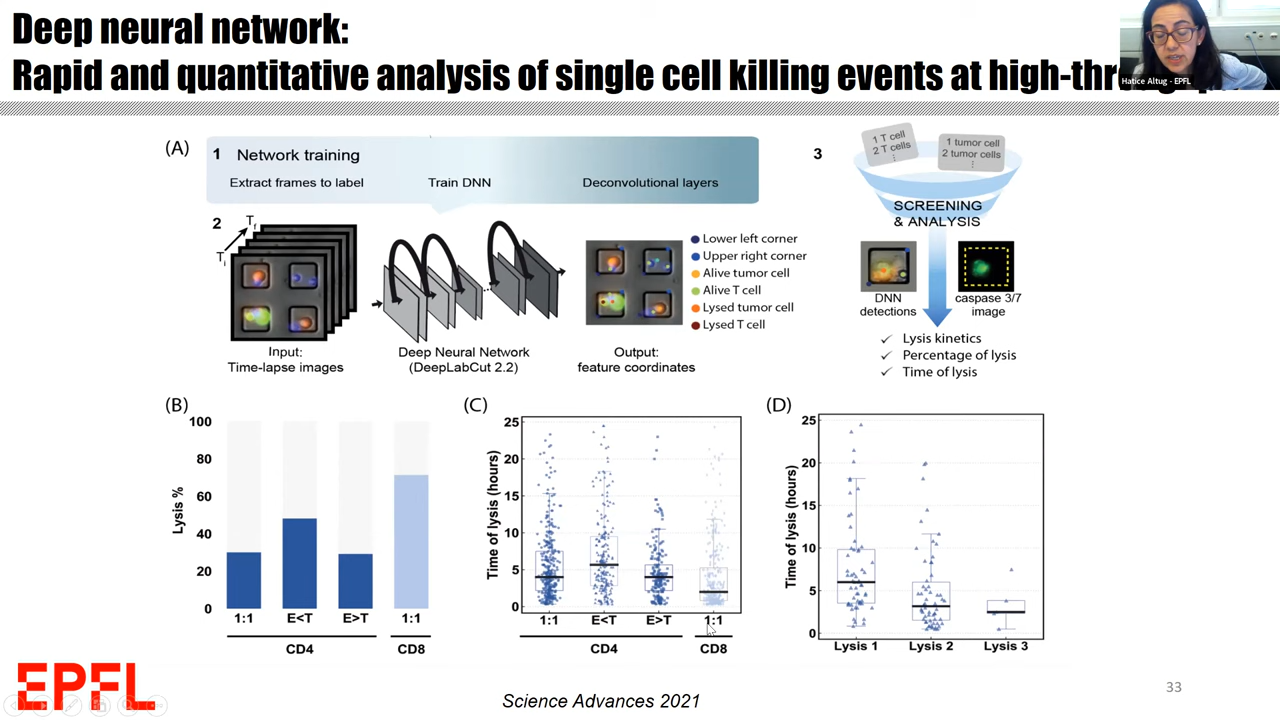 Deep neural network:
Rapid and quantitative analysis of single cell killing events at
Hatice Altug - EPFL
(A)
1 Network training
Extract frames to label
Train DNN
Deconvolutional layers
2
Ti
Tf
Input:
Time-lapse images
Deep Neural Network
(DeepLabCut 2.2)
Output:
feature coordinates
Lower left corner
Upper right corner
Alive tumor cell
Alive T cell
Lysed tumor cell
Lysed T cell
3
1 T cell
2 T cells
⋮
1 tumor cell
2 tumor cells
⋮
SCREENING
& ANALYSIS
DNN
detections
caspase 3/7
image
✓ Lysis kinetics
✓ Percentage of lysis
✓ Time of lysis
(B)
Lysis %
100
80
60
40
20
0
1:1 E<T E>T 1:1
CD4 CD8
(C)
Time of lysis (hours)
25
20
15
10
5
0
1:1 E<T E>T 1:1
CD4 CD8
(D)
Time of lysis (hours)
25
20
15
10
5
0
Lysis 1 Lysis 2 Lysis 3
EPFL
Science Advances 2021
33